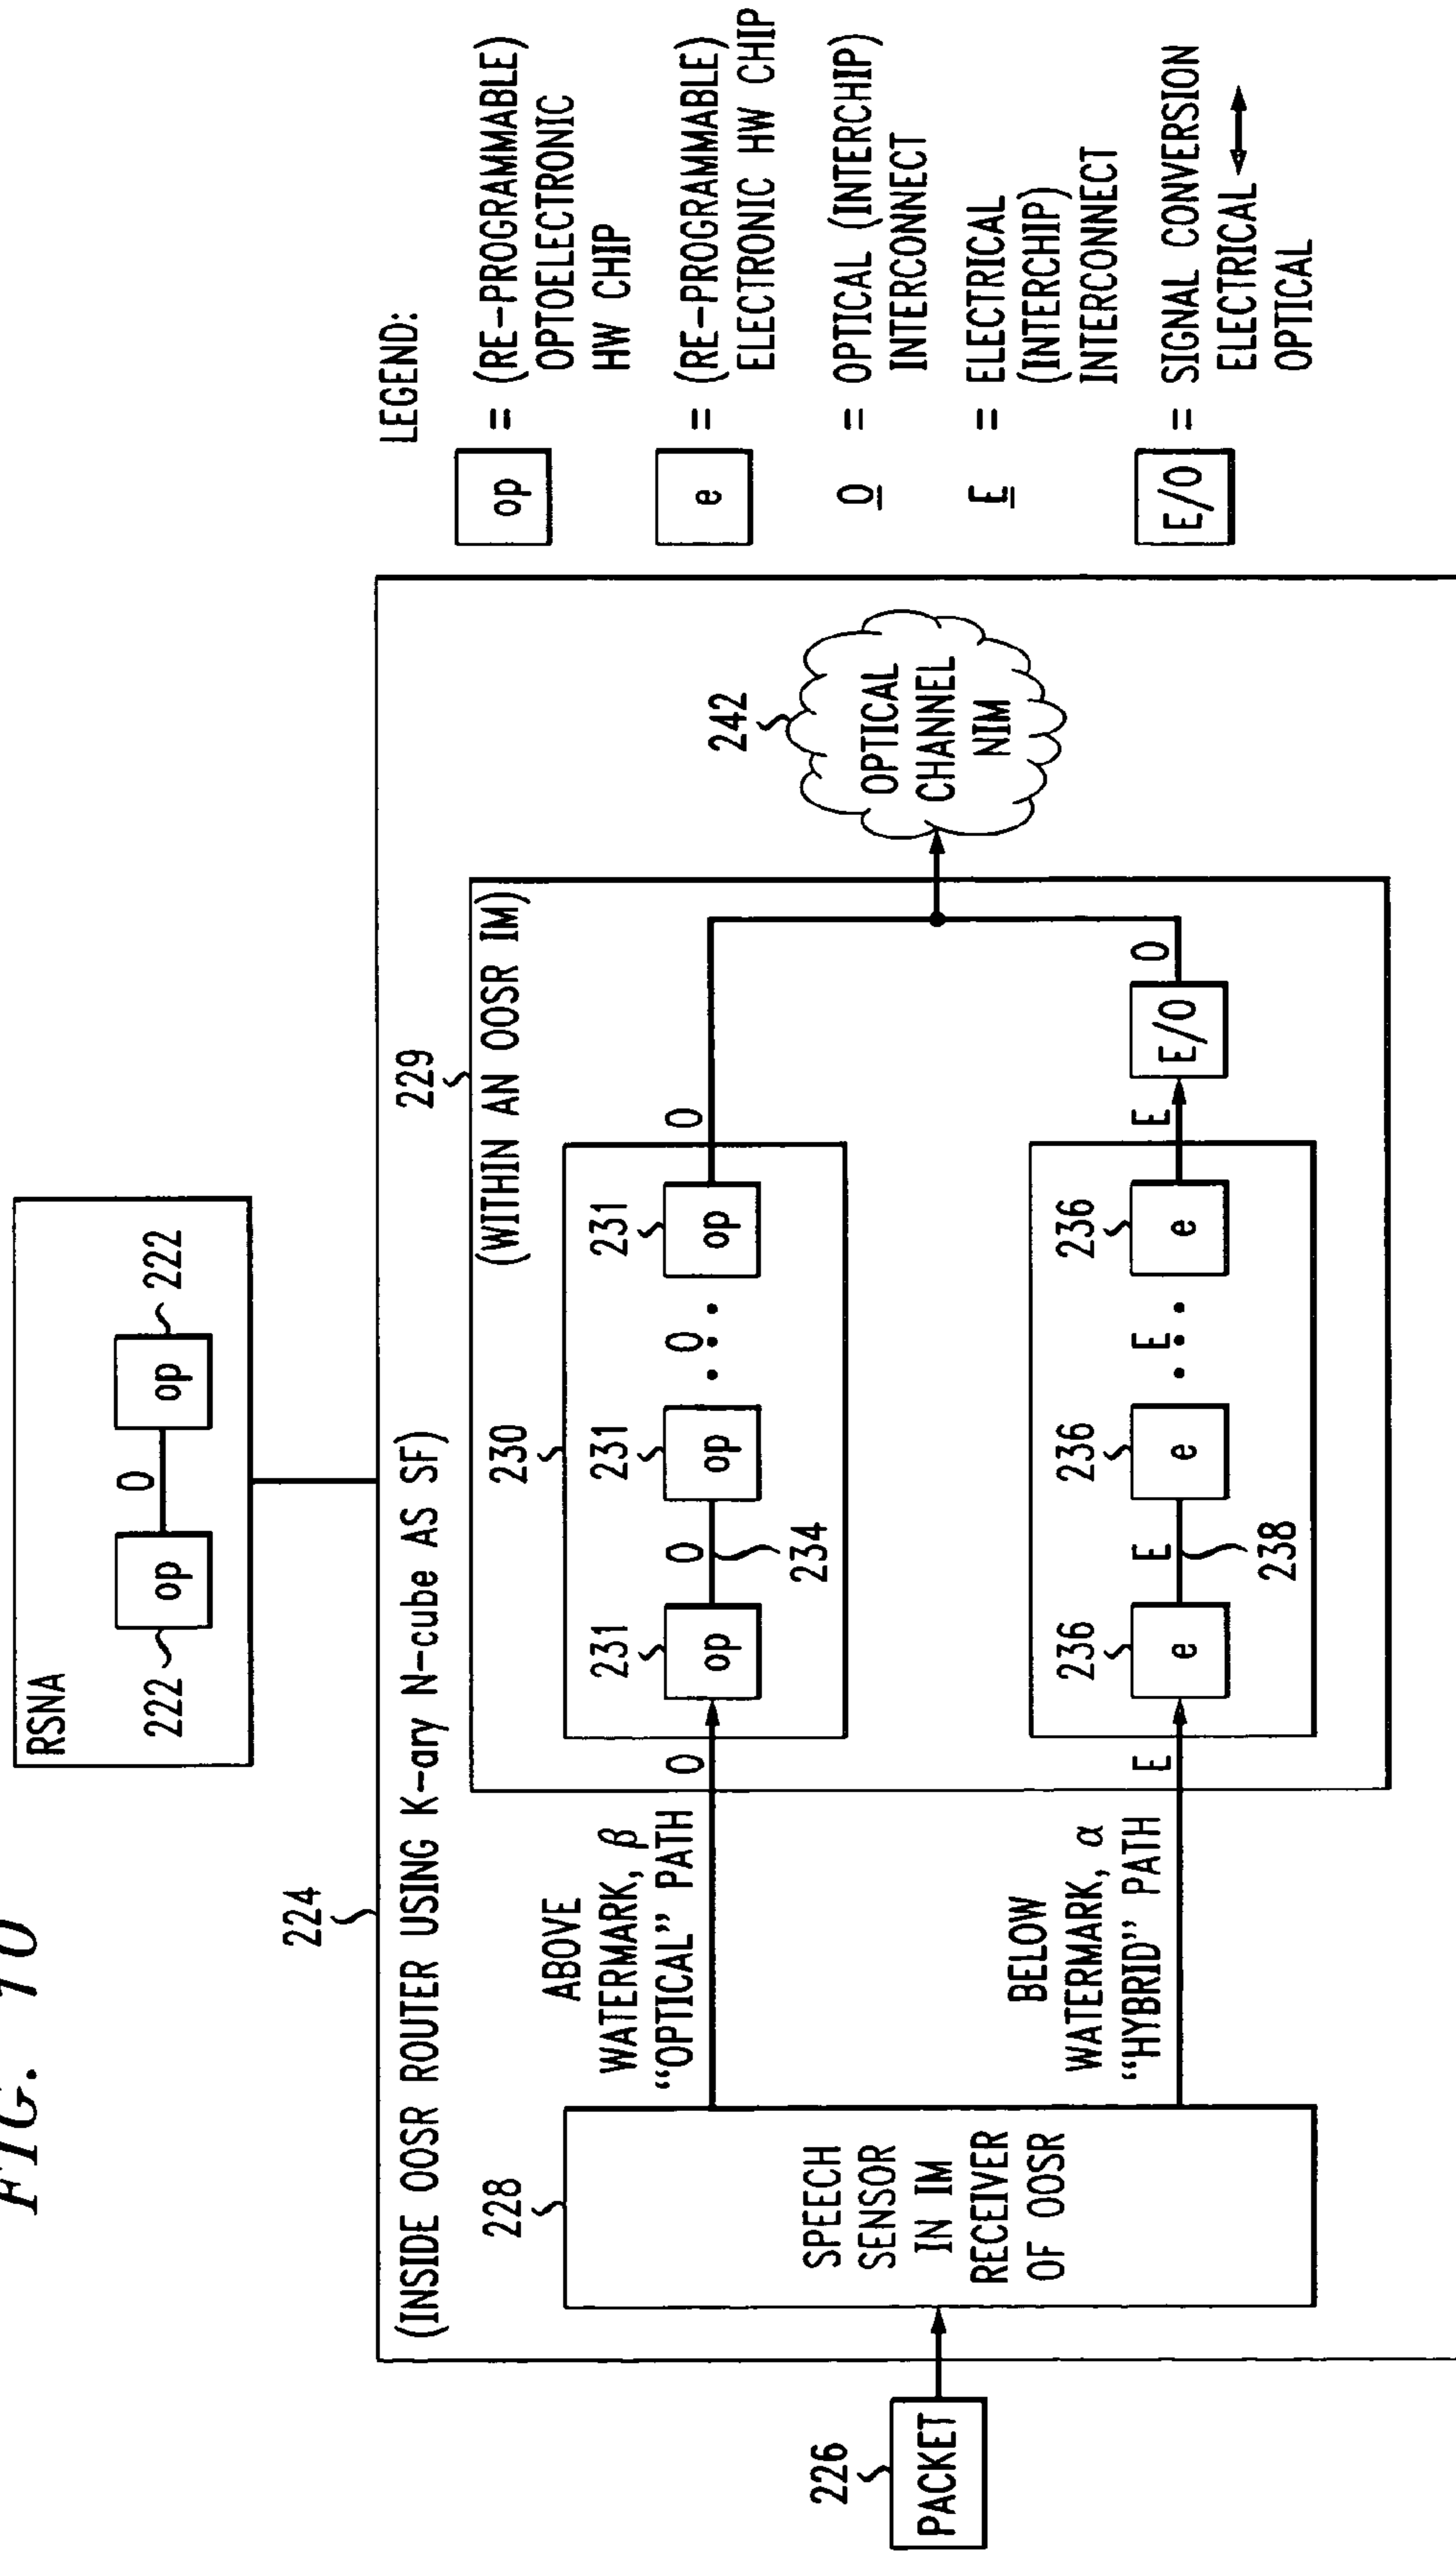 FIG. 10
RSNA
222
op
O
op
222
224
(INSIDE OOSR ROUTER USING K-ary N-cube AS SF)
226
PACKET
228
SPEECH
SENSOR
IN IM
RECEIVER
OF OOSR
ABOVE
WATERMARK, β
"OPTICAL" PATH
BELOW
WATERMARK, α
"HYBRID" PATH
229
(WITHIN AN OOSR IM)
230
O
231
op
O
234
231
op
O
231
op
O
E
236
e
E
238
236
e
E
236
e
E
E/O
O
242
OPTICAL
CHANNEL
NIM
LEGEND:
op = (RE-PROGRAMMABLE)
OPTOELECTRONIC
HW CHIP
e = (RE-PROGRAMABLE)
ELECTRONIC HW CHIP
O = OPTICAL (INTERCHIP)
INTERCONNECT
E = ELECTRICAL
(INTERCHIP)
INTERCONNECT
E/O = SIGNAL CONVERSION
ELECTRICAL
OPTICAL